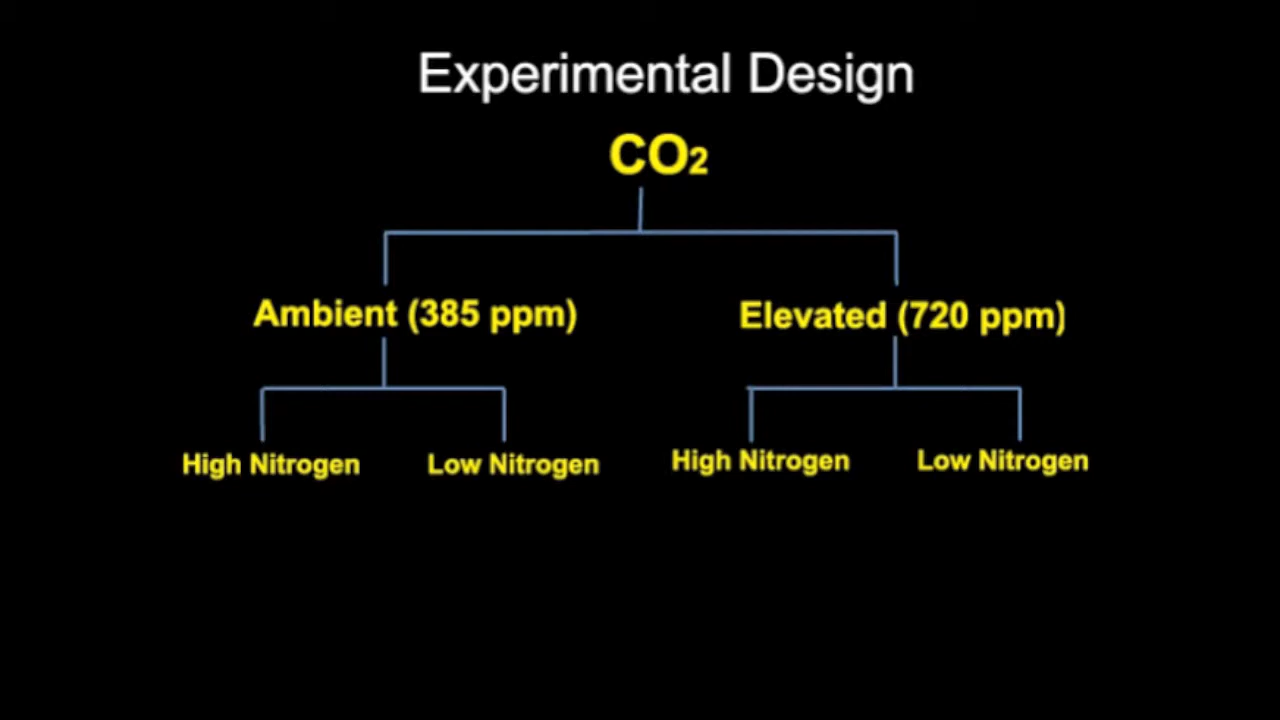 Experimental Design
CO2
Ambient (385 ppm)
Elevated (720 ppm)
High Nitrogen
Low Nitrogen
High Nitrogen
Low Nitrogen